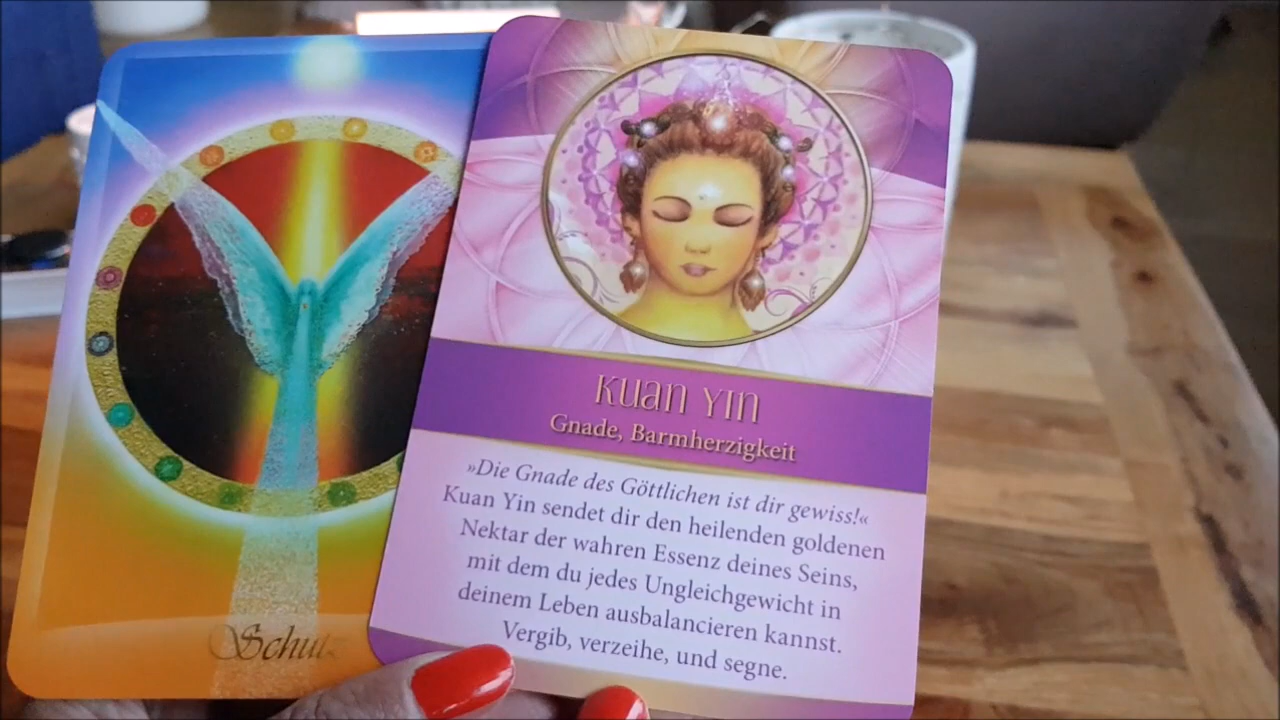 Schutz
KUAN YIN
Gnade, Barmherzigkeit
»Die Gnade des Göttlichen ist dir gewiss!«
Kuan Yin sendet dir den heilenden goldenen
Nektar der wahren Essenz deines Seins,
mit dem du jedes Ungleichgewicht in
deinem Leben ausbalancieren kannst.
Vergib, verzeihe, und segne.